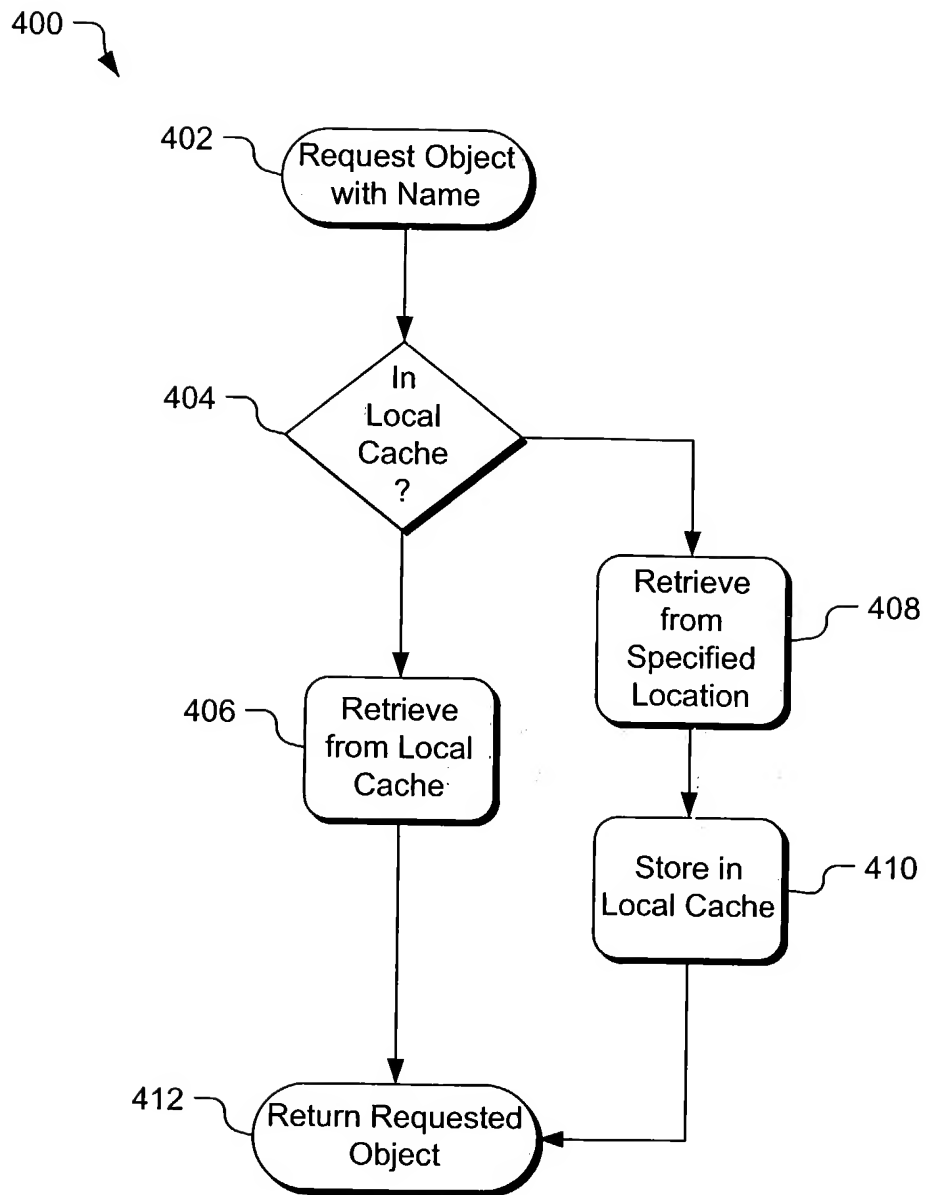 400
402
Request Object
with Name
404
In
Local
Cache
?
Retrieve
from
Specified
Location
408
406
Retrieve
from Local
Cache
Store in
Local Cache
410
412
Return Requested
Object